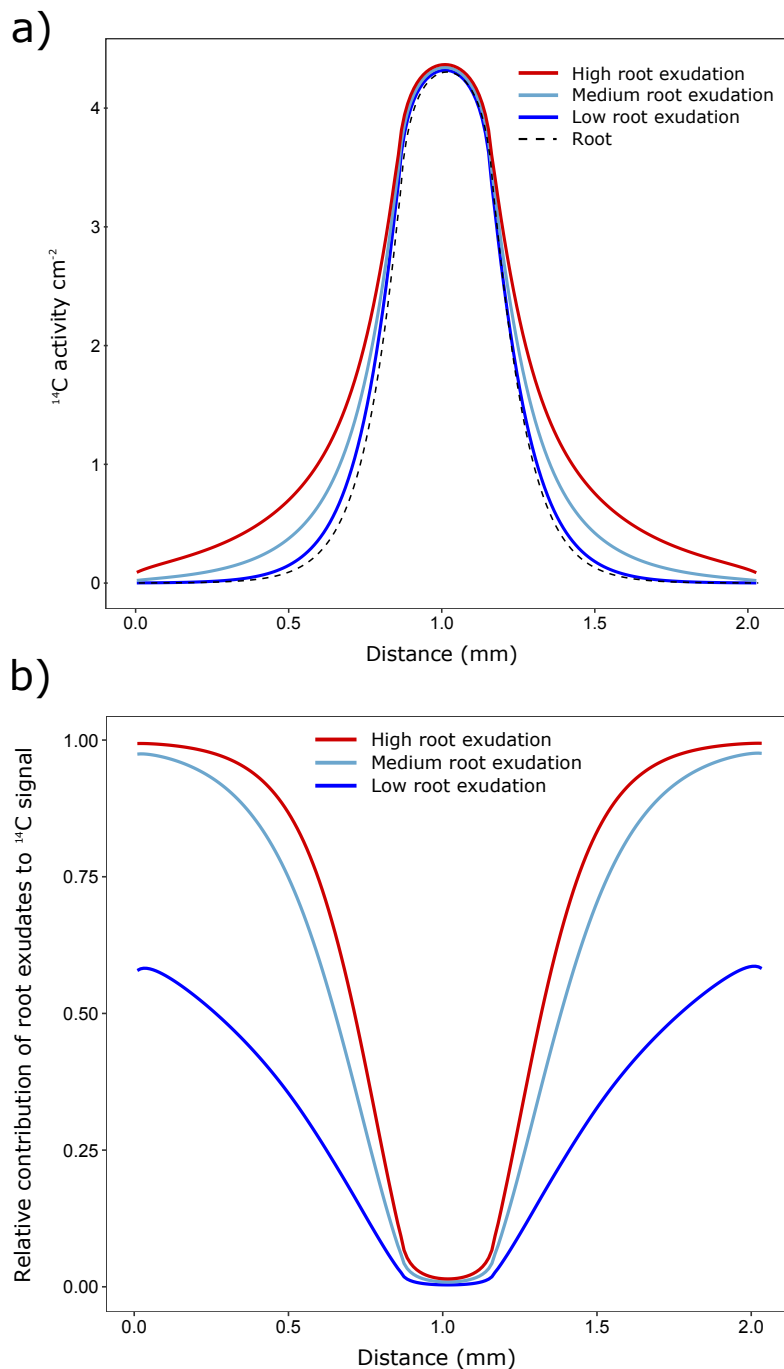 a)
High root exudation
Medium root exudation
Low root exudation
Root
4
3
2
1
0
¹⁴C activity cm⁻²
0.0 0.5 1.0 1.5 2.0
Distance (mm)
b)
High root exudation
Medium root exudation
Low root exudation
1.00
0.75
0.50
0.25
0.00
Relative contribution of root exudates to ¹⁴C signal
0.0 0.5 1.0 1.5 2.0
Distance (mm)